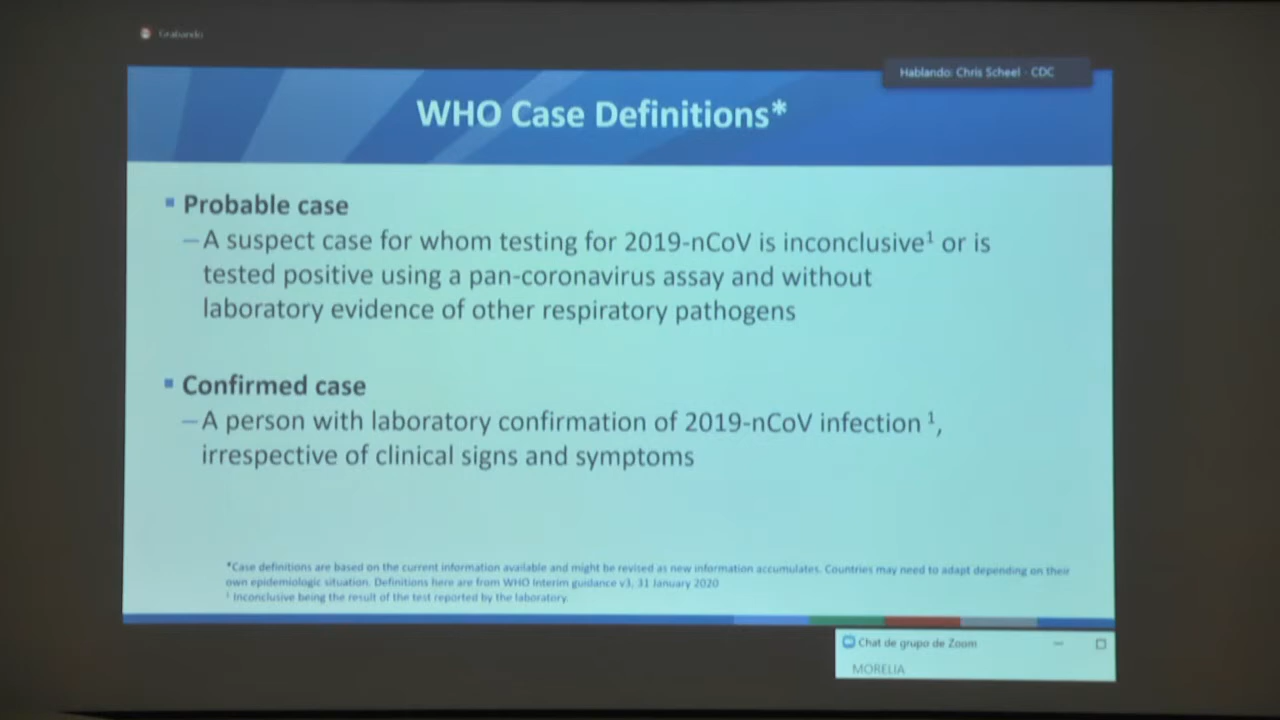 Grabando
Hablando: Chris Scheel - CDC
WHO Case Definitions*
▪ Probable case
–A suspect case for whom testing for 2019-nCoV is inconclusive¹ or is
tested positive using a pan-coronavirus assay and without
laboratory evidence of other respiratory pathogens
▪ Confirmed case
–A person with laboratory confirmation of 2019-nCoV infection ¹,
irrespective of clinical signs and symptoms
*Case definitions are based on the current information available and might be revised as new information accumulates. Countries may need to adapt depending on their
own epidemiologic situation. Definitions here are from WHO Interim guidance v3, 31 January 2020
¹ Inconclusive being the result of the test reported by the laboratory.
Chat de grupo de Zoom
MORELIA